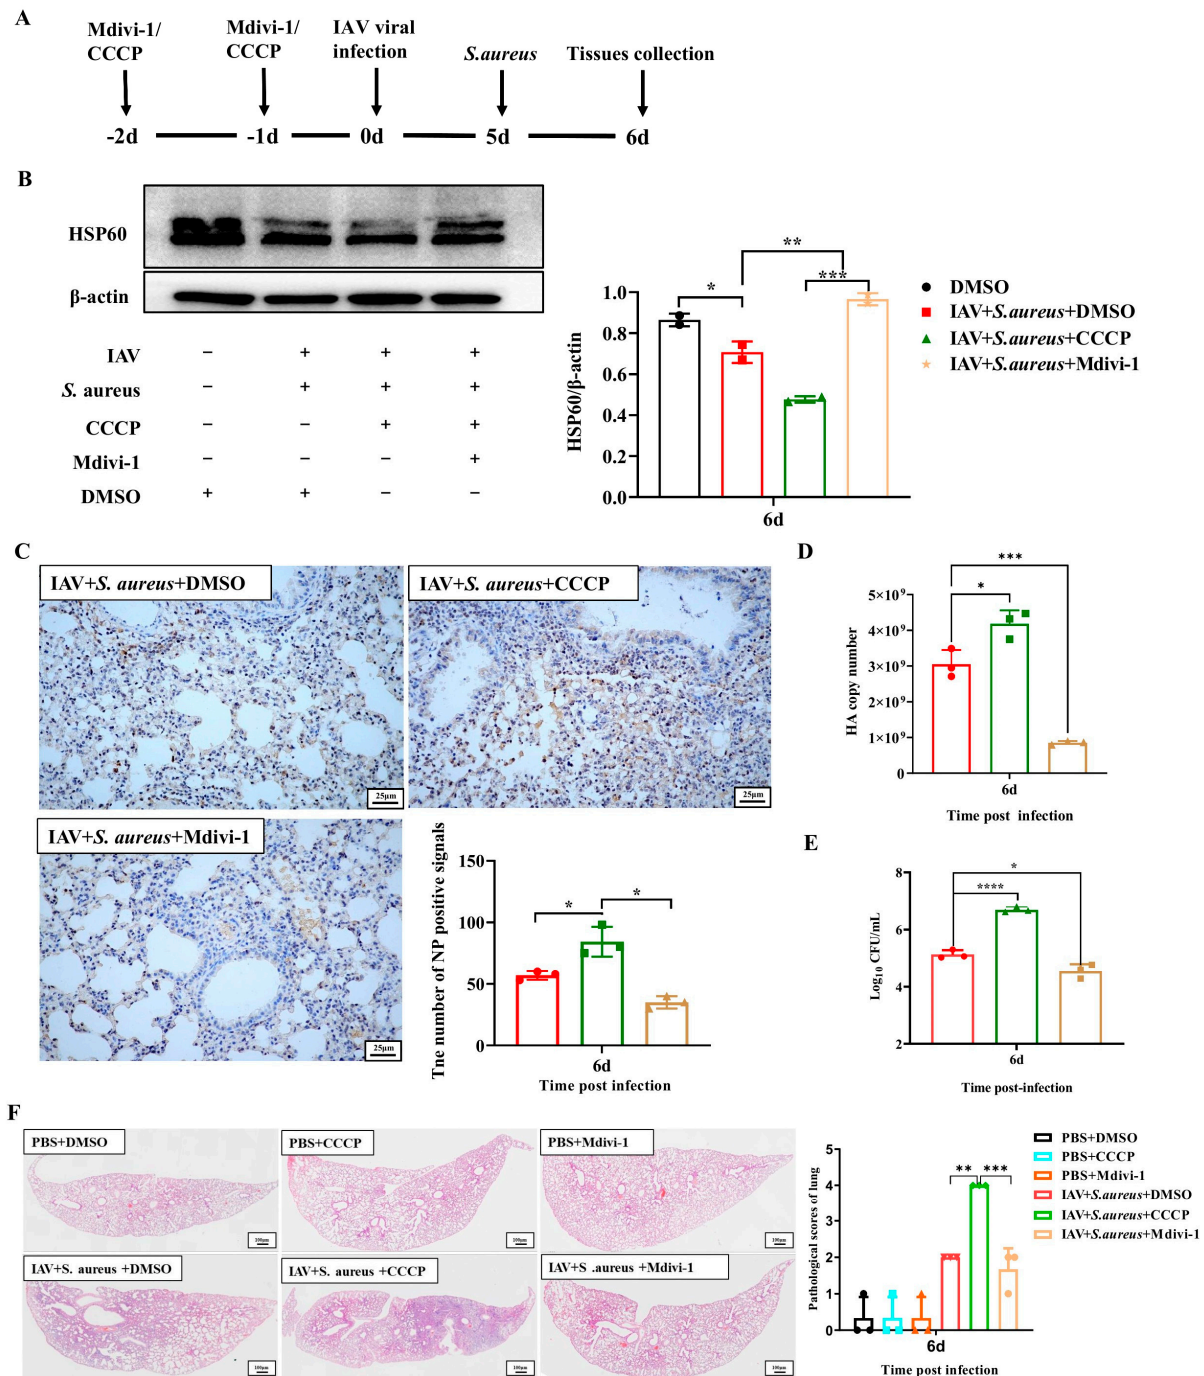 A
Mdivi-1/
CCCP
Mdivi-1/
CCCP
IAV viral
infection
S.aureus
Tissues collection
-2d
-1d
0d
5d
6d
B
HSP60
β-actin
IAV − + + +
S. aureus − + + +
CCCP − − + +
Mdivi-1 − − − +
DMSO + + − −
HSP60/β-actin
1.0
0.8
0.6
0.4
0.2
0.0
*
**
***
6d
DMSO
IAV+S.aureus+DMSO
IAV+S.aureus+CCCP
IAV+S.aureus+Mdivi-1
C
IAV+S. aureus+DMSO
25μm
IAV+S. aureus+CCCP
25μm
IAV+S. aureus+Mdivi-1
25μm
Tne number of NP positive signals
150
100
50
0
*
*
6d
Time post infection
D
HA copy number
5×10⁹
4×10⁹
3×10⁹
2×10⁹
1×10⁹
0
***
*
6d
Time post infection
E
Log₁₀ CFU/mL
8
6
4
2
*
****
6d
Time post-infection
F
PBS+DMSO
100μm
PBS+CCCP
100μm
PBS+Mdivi-1
100μm
IAV+S. aureus +DMSO
100μm
IAV+S. aureus +CCCP
100μm
IAV+S .aureus +Mdivi-1
100μm
Pathological scores of lung
5
4
3
2
1
0
** ***
6d
Time post infection
PBS+DMSO
PBS+CCCP
PBS+Mdivi-1
IAV+S.aureus+DMSO
IAV+S.aureus+CCCP
IAV+S.aureus+Mdivi-1